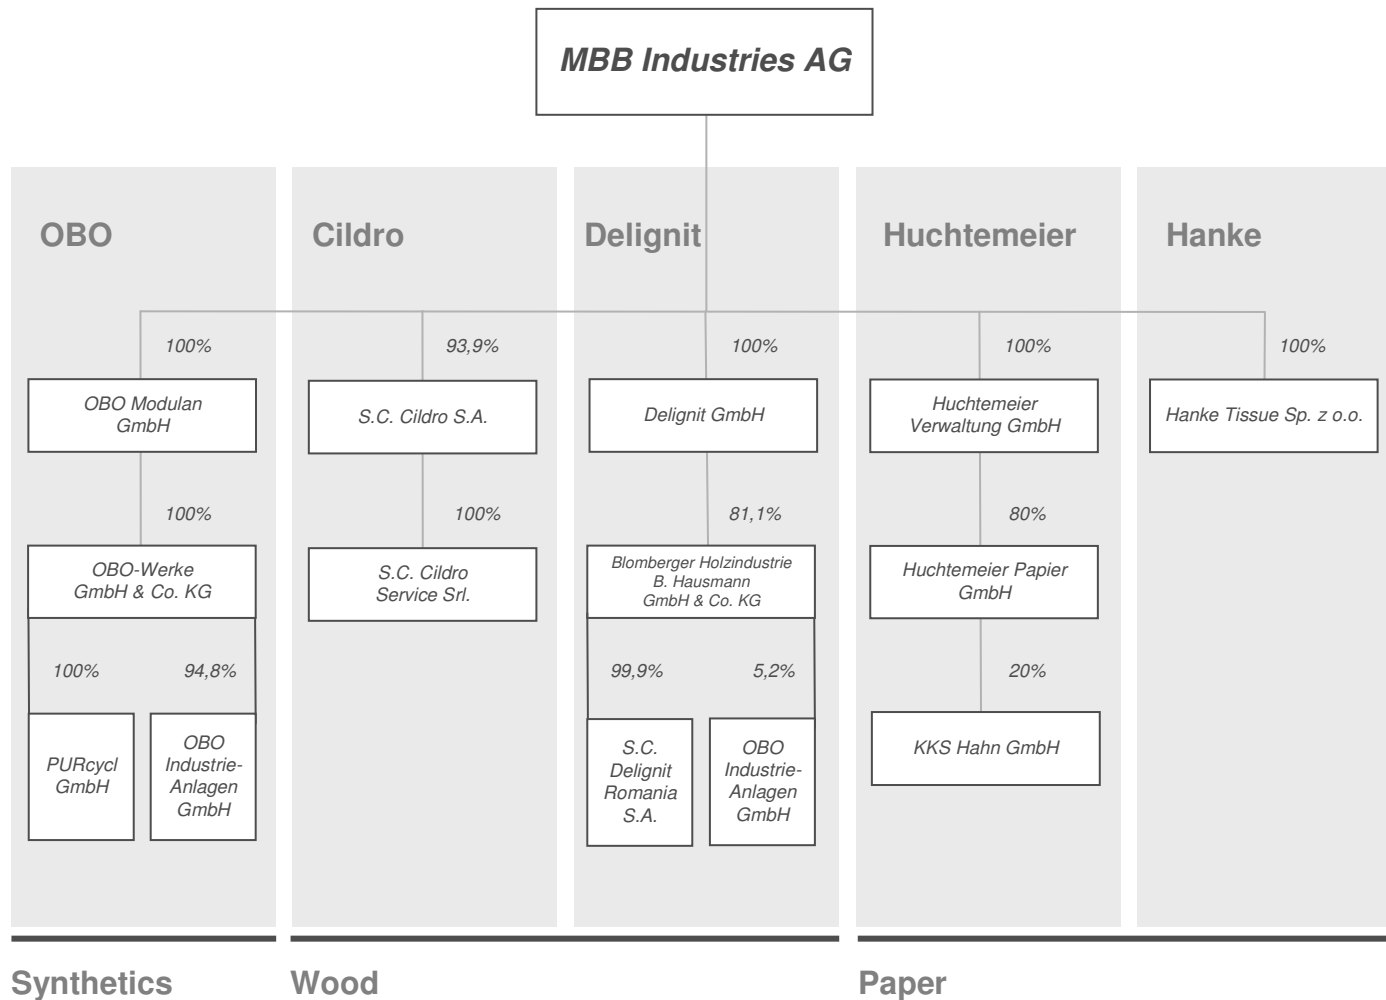 MBB Industries AG
OBO
Cildro
Delignit
Huchtemeier
Hanke
100%
93,9%
100%
100%
100%
OBO Modulan
GmbH
S.C. Cildro S.A.
Delignit GmbH
Huchtemeier
Verwaltung GmbH
Hanke Tissue Sp. z o.o.
100%
100%
81,1%
80%
OBO-Werke
GmbH & Co. KG
S.C. Cildro
Service Srl.
Blomberger Holzindustrie
B. Hausmann
GmbH & Co. KG
Huchtemeier Papier
GmbH
100%
94,8%
99,9%
5,2%
20%
PURcycl
GmbH
OBO
Industrie-
Anlagen
GmbH
S.C.
Delignit
Romania
S.A.
OBO
Industrie-
Anlagen
GmbH
KKS Hahn GmbH
Synthetics
Wood
Paper